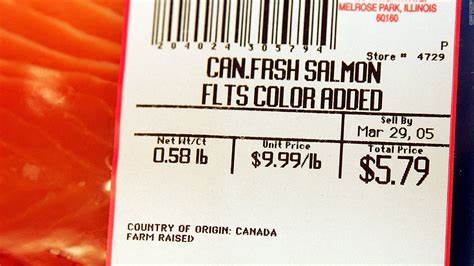 MELROSE PARK, ILLINOIS
60160
204024 305794
P
Store # 4729
CAN.FRSH SALMON
FLTS COLOR ADDED
Sell By
Mar 29, 05
Net Wt/Ct Unit Price Total Price
0.58 lb $9.99/lb $5.79
COUNTRY OF ORIGIN: CANADA
FARM RAISED